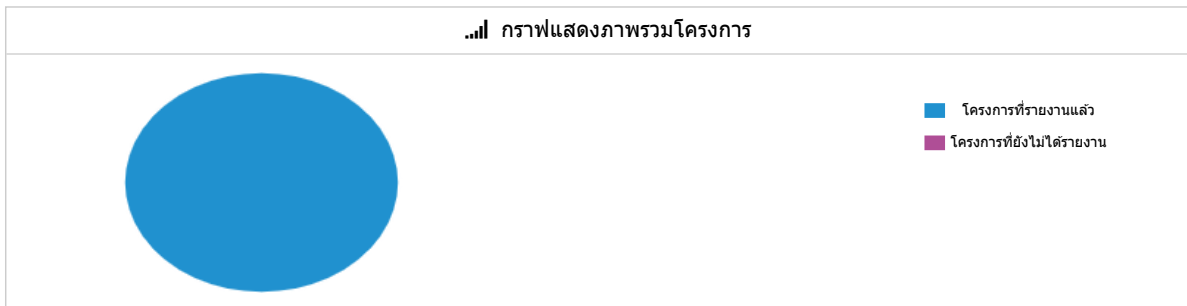 กราฟแสดงภาพรวมโครงการ
โครงการที่รายงานแล้ว
โครงการที่ยังไม่ได้รายงาน